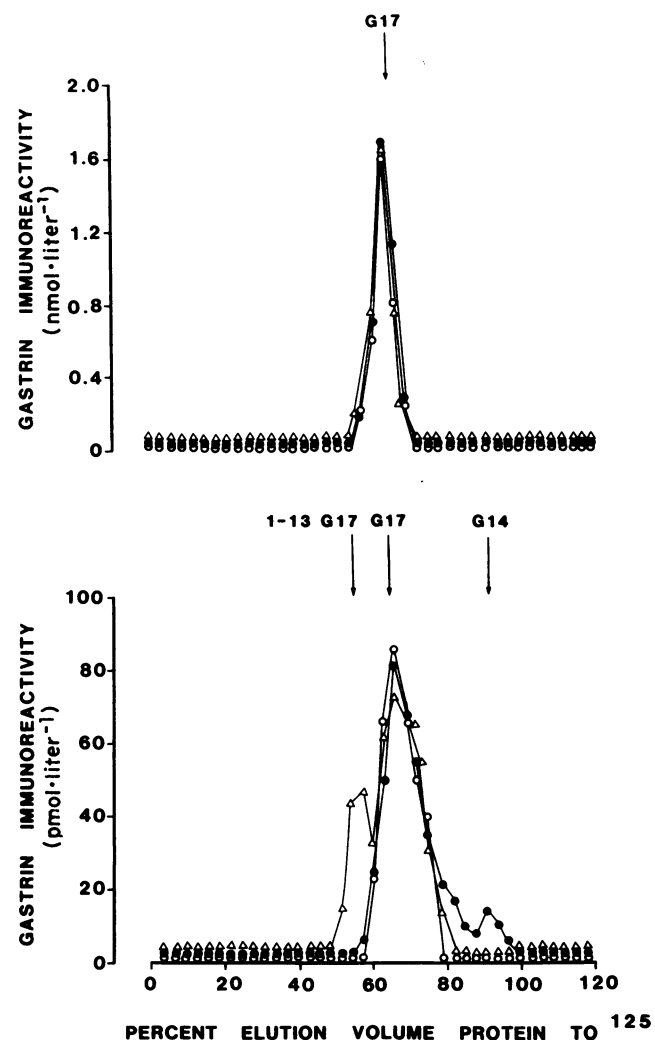 G17
2.0
1.6
1.2
0.8
0.4
0
GASTRIN IMMUNOREACTIVITY
(nmol·liter⁻¹)
1-13 G17 G17 G14
100
80
60
40
20
0
GASTRIN IMMUNOREACTIVITY
(pmol·liter⁻¹)
0 20 40 60 80 100 120
PERCENT ELUTION VOLUME PROTEIN TO 125